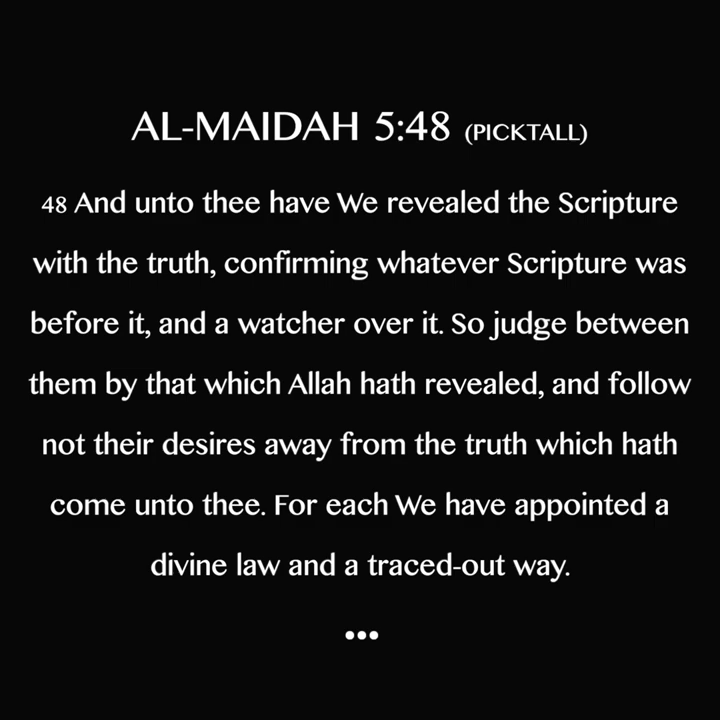 AL-MAIDAH 5:48 (PICKTALL)
48 And unto thee have We revealed the Scripture
with the truth, confirming whatever Scripture was
before it, and a watcher over it. So judge between
them by that which Allah hath revealed, and follow
not their desires away from the truth which hath
come unto thee. For each We have appointed a
divine law and a traced-out way.
•••